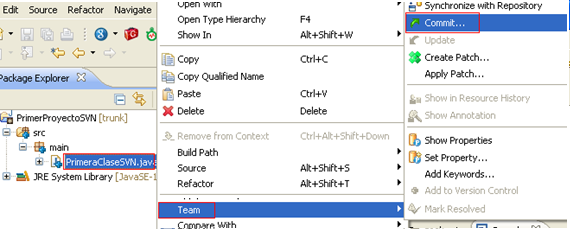 Edit Source Refactor Navigate
Package Explorer
PrimerProyectoSVN [trunk]
src
main
PrimeraClaseSVN.jav
JRE System Library [JavaSE-1
Open With
Open Type Hierarchy F4
Show In Alt+Shift+W
Copy Ctrl+C
Copy Qualified Name
Paste Ctrl+V
Delete Delete
Remove from Context Ctrl+Alt+Shift+Down
Build Path
Source Alt+Shift+S
Refactor Alt+Shift+T
Team
Compare With
Synchronize with Repository
Commit...
Update
Create Patch...
Apply Patch...
Show in Resource History
Show Annotation
Show Properties
Set Property...
Add Keywords...
Add to Version Control
Mark Resolved